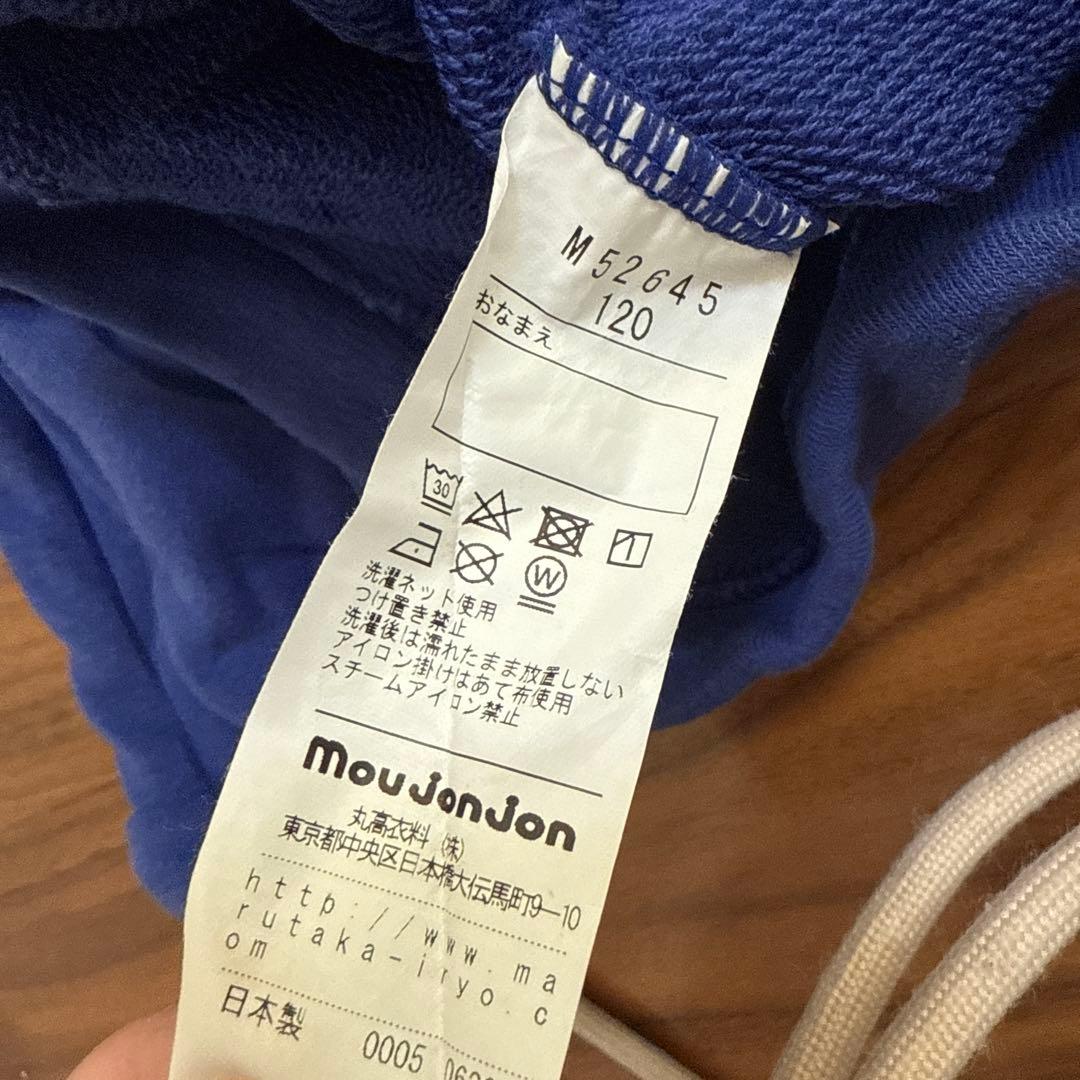 M52645
120
おなまえ
30
W
洗濯ネット使用
つけ置き禁止
洗濯後は濡れたまま放置しない
アイロン掛けはあて布使用
スチームアイロン禁止
moujonjon
丸高衣料㈱
東京都中央区日本橋大伝馬町9-10
http://www.ma
rutaka-iryo.c
om
日本製
0005